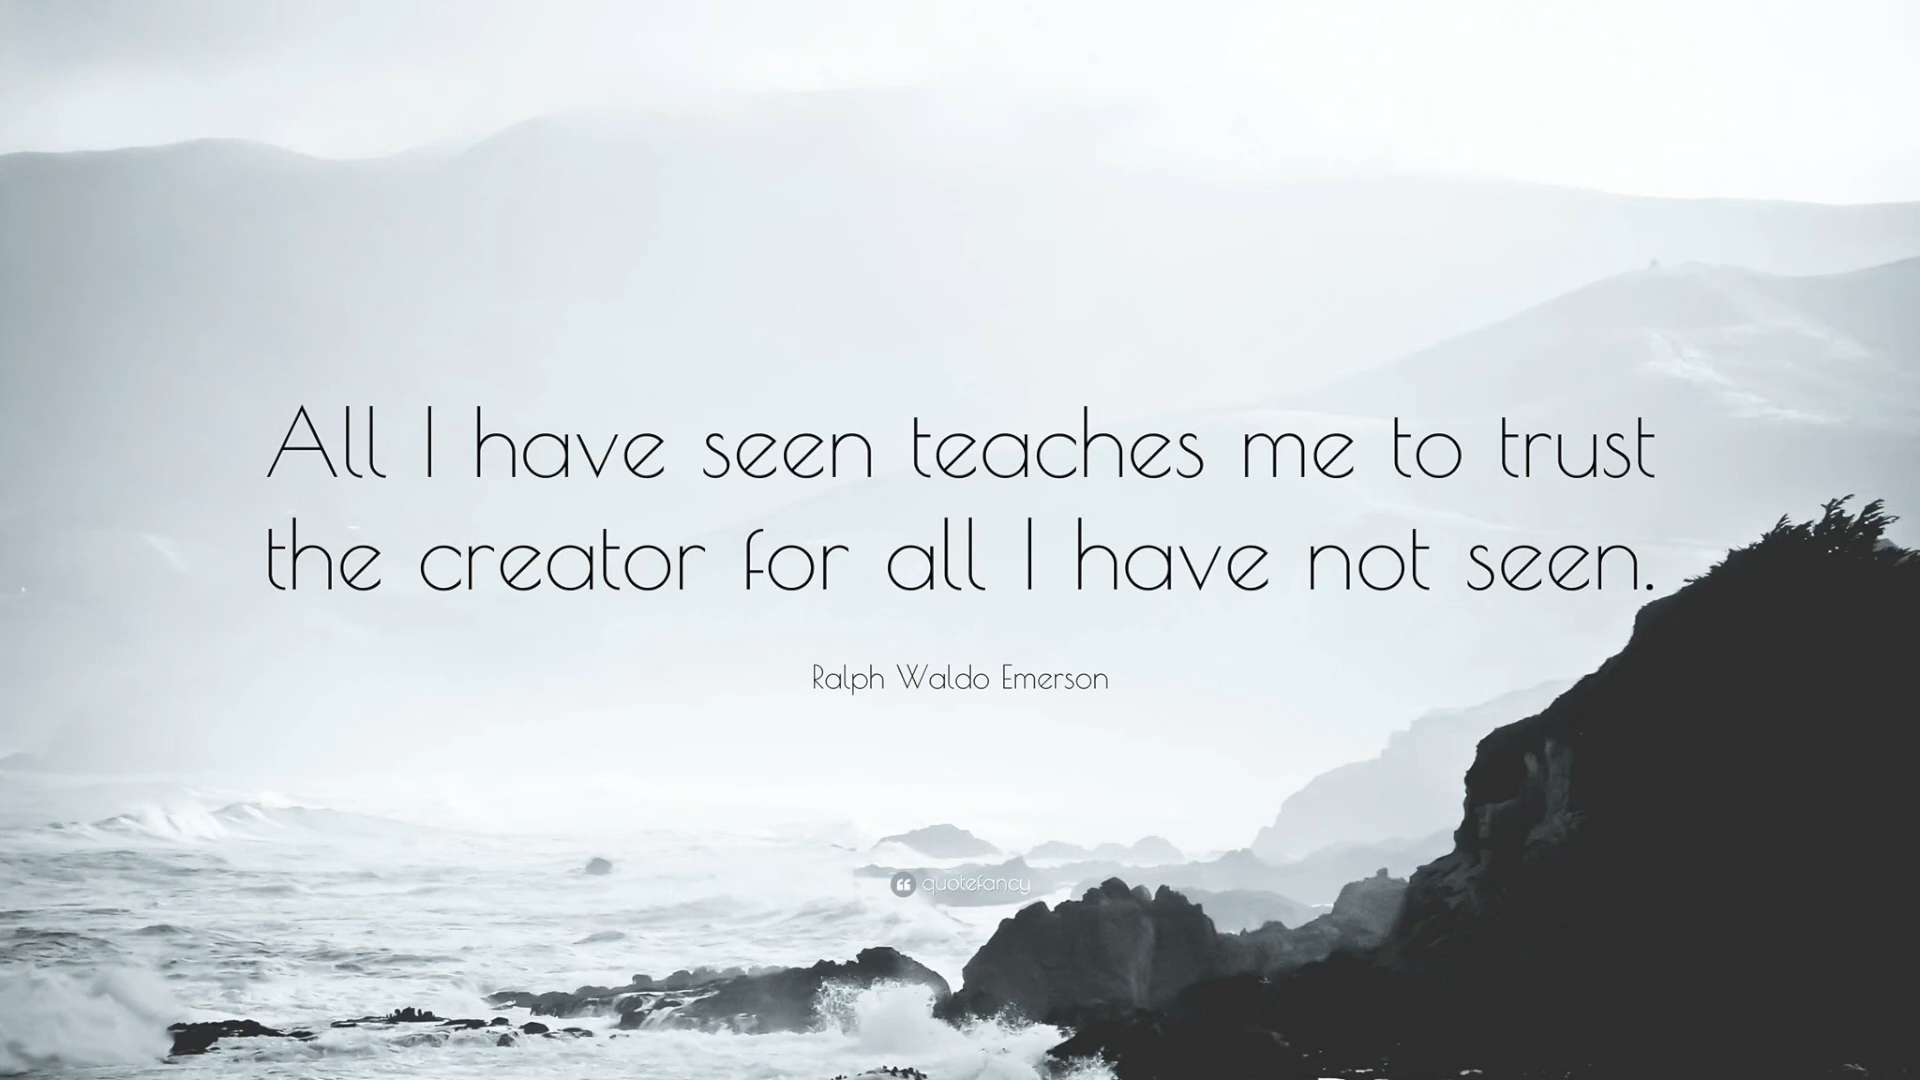 All I have seen teaches me to trust
the creator for all I have not seen.
Ralph Waldo Emerson
quotefancy